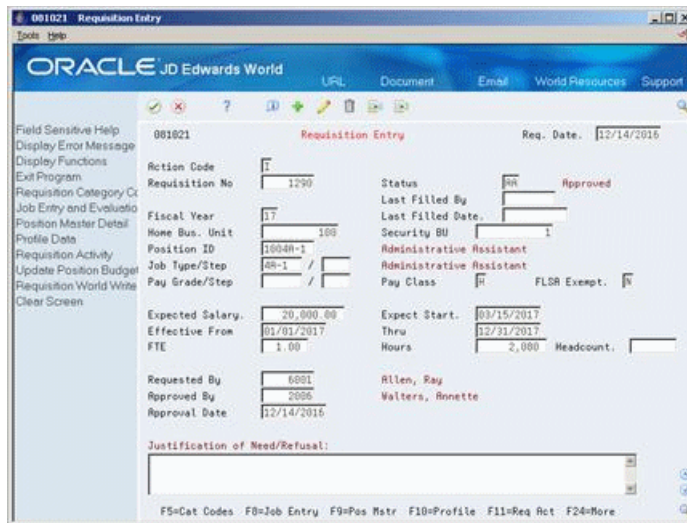 081021 Requisition Entry
Tools Help
ORACLE JD Edwards World
URL Document Email World Resources Support
Field Sensitive Help
Display Error Message
Display Functions
Exit Program
Requisition Category Co
Job Entry and Evaluatio
Position Master Detail
Profile Data
Requisition Activity
Update Position Budget
Requisition World Write
Clear Screen
081021 Requisition Entry Req. Date. 12/14/2016
Action Code I
Requisition No 1290 Status AA Approved
Last Filled By
Fiscal Year 17 Last Filled Date.
Home Bus. Unit 100 Security BU 1
Position ID 1004A-1 Administrative Assistant
Job Type/Step 4A-1 / Administrative Assistant
Pay Grade/Step / Pay Class H FLSA Exempt. N
Expected Salary. 20,000.00 Expect Start. 03/15/2017
Effective From 01/01/2017 Thru 12/31/2017
FTE 1.00 Hours 2,080 Headcount.
Requested By 6001 Allen, Ray
Approved By 2006 Walters, Annette
Approval Date 12/14/2016
Justification of Need/Refusal:
F5=Cat Codes F8=Job Entry F9=Pos Mstr F10=Profile F11=Req Act F24=More